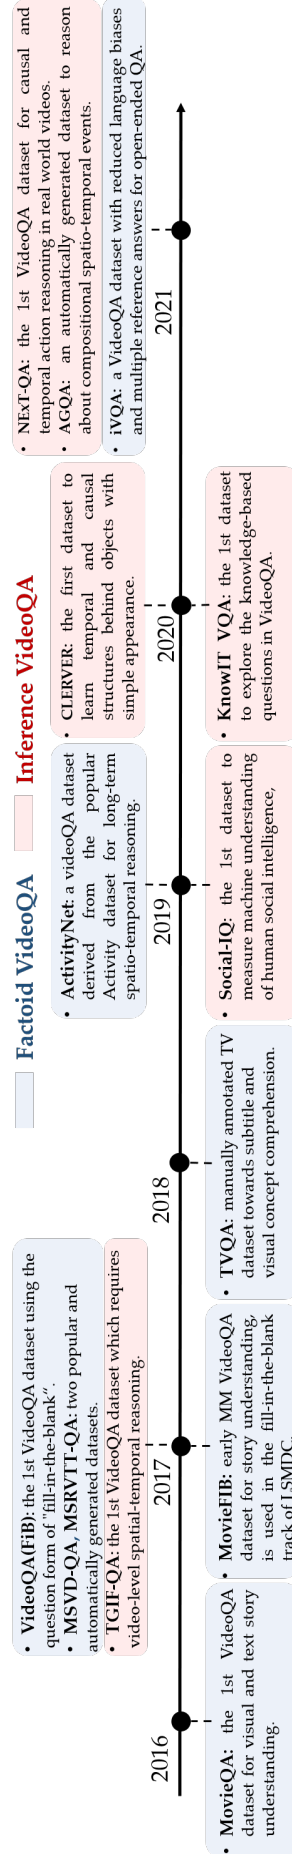 Factoid VideoQA
Inference VideoQA
• VideoQA(FiB): the 1st VideoQA dataset using the
question form of "fill-in-the-blank“.
• MSVD-QA, MSRVTT-QA: two popular and
automatically generated datasets.
• TGIF-QA: the 1st VideoQA dataset which requires
video-level spatial-temporal reasoning.
• ActivityNet: a videoQA dataset
derived from the popular
Activity dataset for long-term
spatio-temporal reasoning.
• CLERVER: the first dataset to
learn temporal and causal
structures behind objects with
simple appearance.
• NExT-QA: the 1st VideoQA dataset for causal and
temporal action reasoning in real world videos.
• AGQA: an automatically generated dataset to reason
about compositional spatio-temporal events.
• iVQA: a VideoQA dataset with reduced language biases
and multiple reference answers for open-ended QA.
2016
2017
2018
2019
2020
2021
• MovieQA: the 1st VideoQA
dataset for visual and text story
understanding.
• MovieFIB: early MM VideoQA
dataset for story understanding,
is used in the fill-in-the-blank
track of LSMDC.
• TVQA: manually annotated TV
dataset towards subtitle and
visual concept comprehension.
• Social-IQ: the 1st dataset to
measure machine understanding
of human social intelligence,
• KnowIT VQA: the 1st dataset
to explore the knowledge-based
questions in VideoQA.